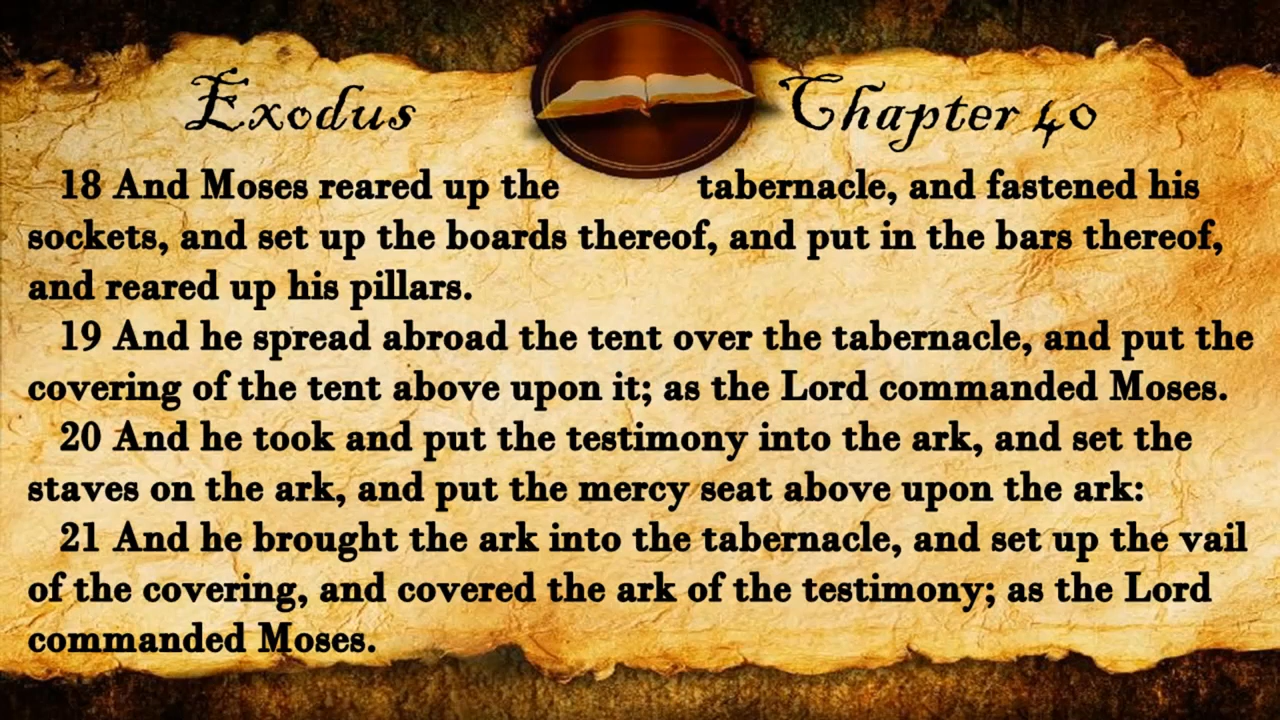 Exodus Chapter 40
18 And Moses reared up the tabernacle, and fastened his
sockets, and set up the boards thereof, and put in the bars thereof,
and reared up his pillars.
19 And he spread abroad the tent over the tabernacle, and put the
covering of the tent above upon it; as the Lord commanded Moses.
20 And he took and put the testimony into the ark, and set the
staves on the ark, and put the mercy seat above upon the ark:
21 And he brought the ark into the tabernacle, and set up the vail
of the covering, and covered the ark of the testimony; as the Lord
commanded Moses.